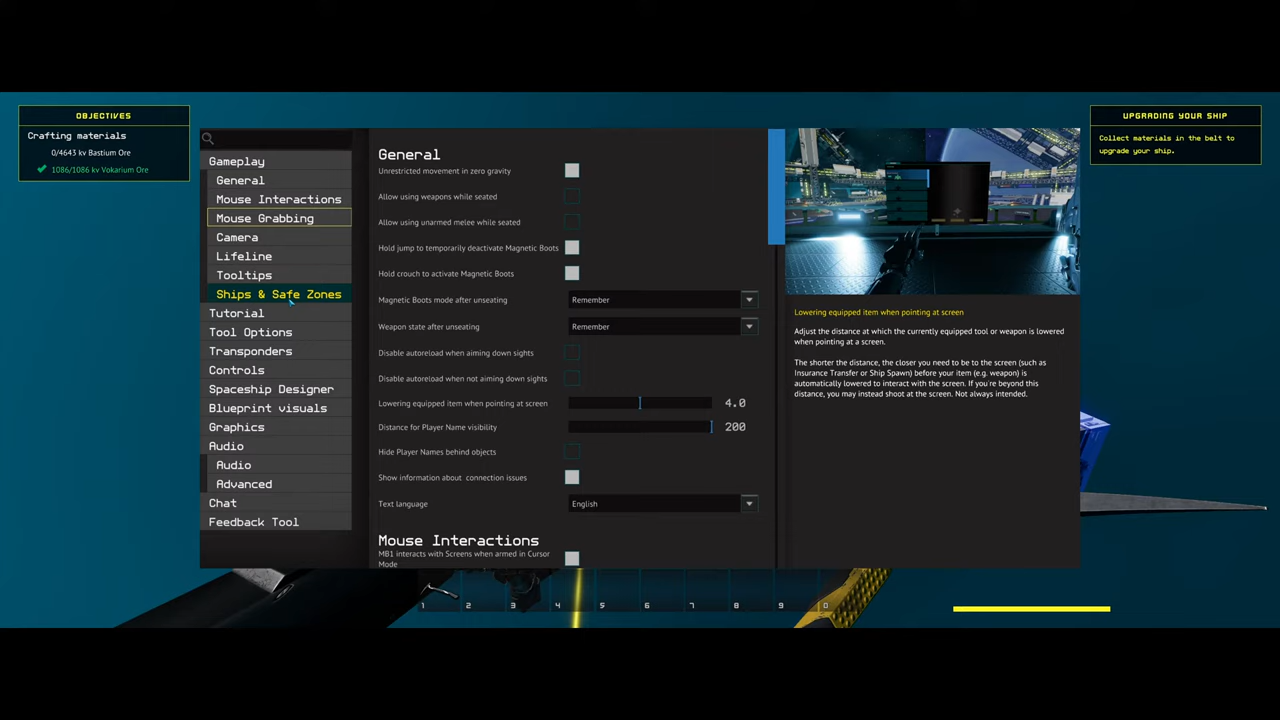 OBJECTIVES
Crafting materials
0/4643 kv Bastium Ore
1086/1086 kv Vokarium Ore
Gameplay
General
Mouse Interactions
Mouse Grabbing
Camera
Lifeline
Tooltips
Ships & Safe Zones
Tutorial
Tool Options
Transponders
Controls
Spaceship Designer
Blueprint visuals
Graphics
Audio
Audio
Advanced
Chat
Feedback Tool
General
Unrestricted movement in zero gravity
Allow using weapons while seated
Allow using unarmed melee while seated
Hold jump to temporarily deactivate Magnetic Boots
Hold crouch to activate Magnetic Boots
Magnetic Boots mode after unseating Remember
Weapon state after unseating Remember
Disable autoreload when aiming down sights
Disable autoreload when not aiming down sights
Lowering equipped item when pointing at screen 4.0
Distance for Player Name visibility 200
Hide Player Names behind objects
Show information about connection issues
Text language English
Mouse Interactions
MB1 interacts with Screens when armed in Cursor
Mode
Lowering equipped item when pointing at screen
Adjust the distance at which the currently equipped tool or weapon is lowered
when pointing at a screen.
The shorter the distance, the closer you need to be to the screen (such as
Insurance Transfer or Ship Spawn) before your item (e.g. weapon) is
automatically lowered to interact with the screen. If you're beyond this
distance, you may instead shoot at the screen. Not always intended.
UPGRADING YOUR SHIP
Collect materials in the belt to
upgrade your ship.
1 2 3 4 5 6 7 8 9 0